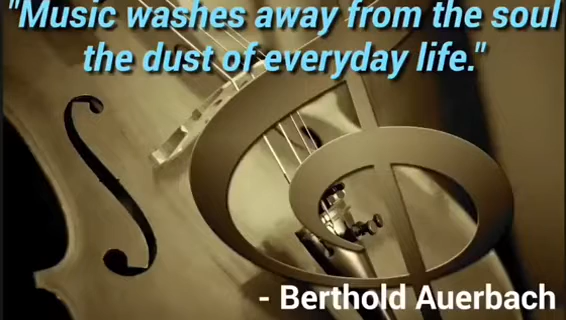 "Music washes away from the soul
the dust of everyday life."
- Berthold Auerbach